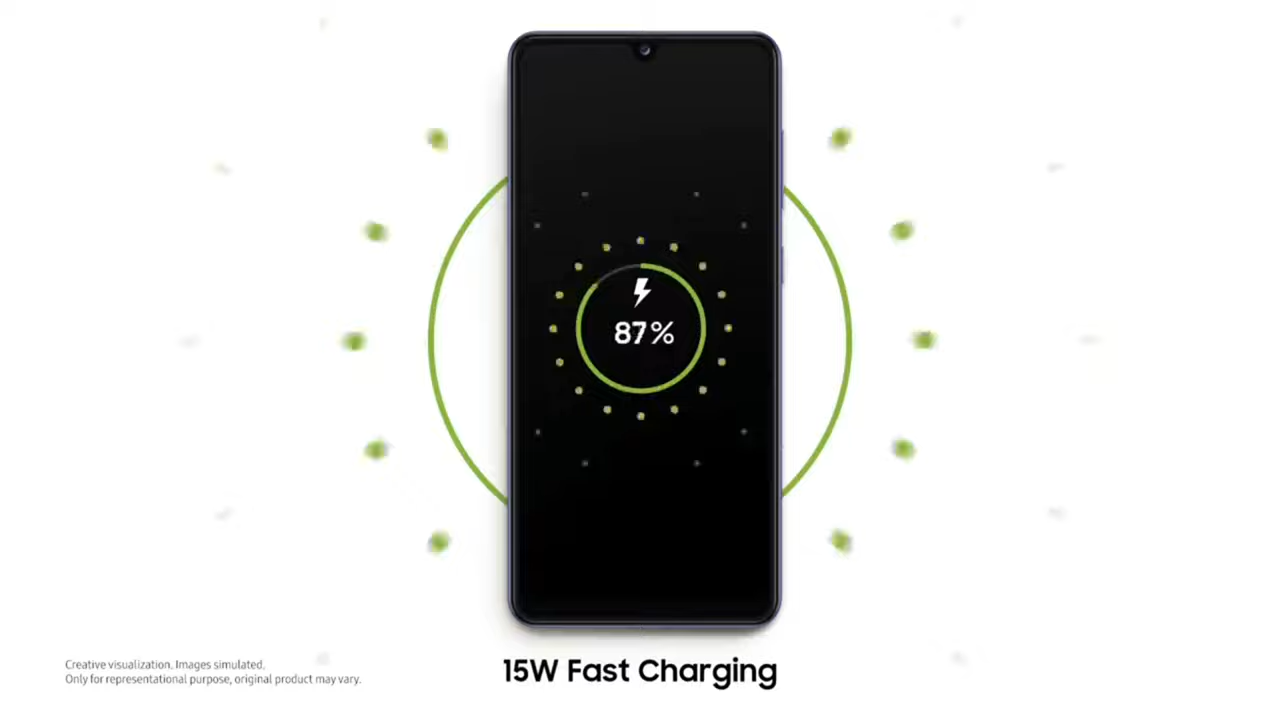 87%
15W Fast Charging
Creative visualization. Images simulated.
Only for representational purpose, original product may vary.